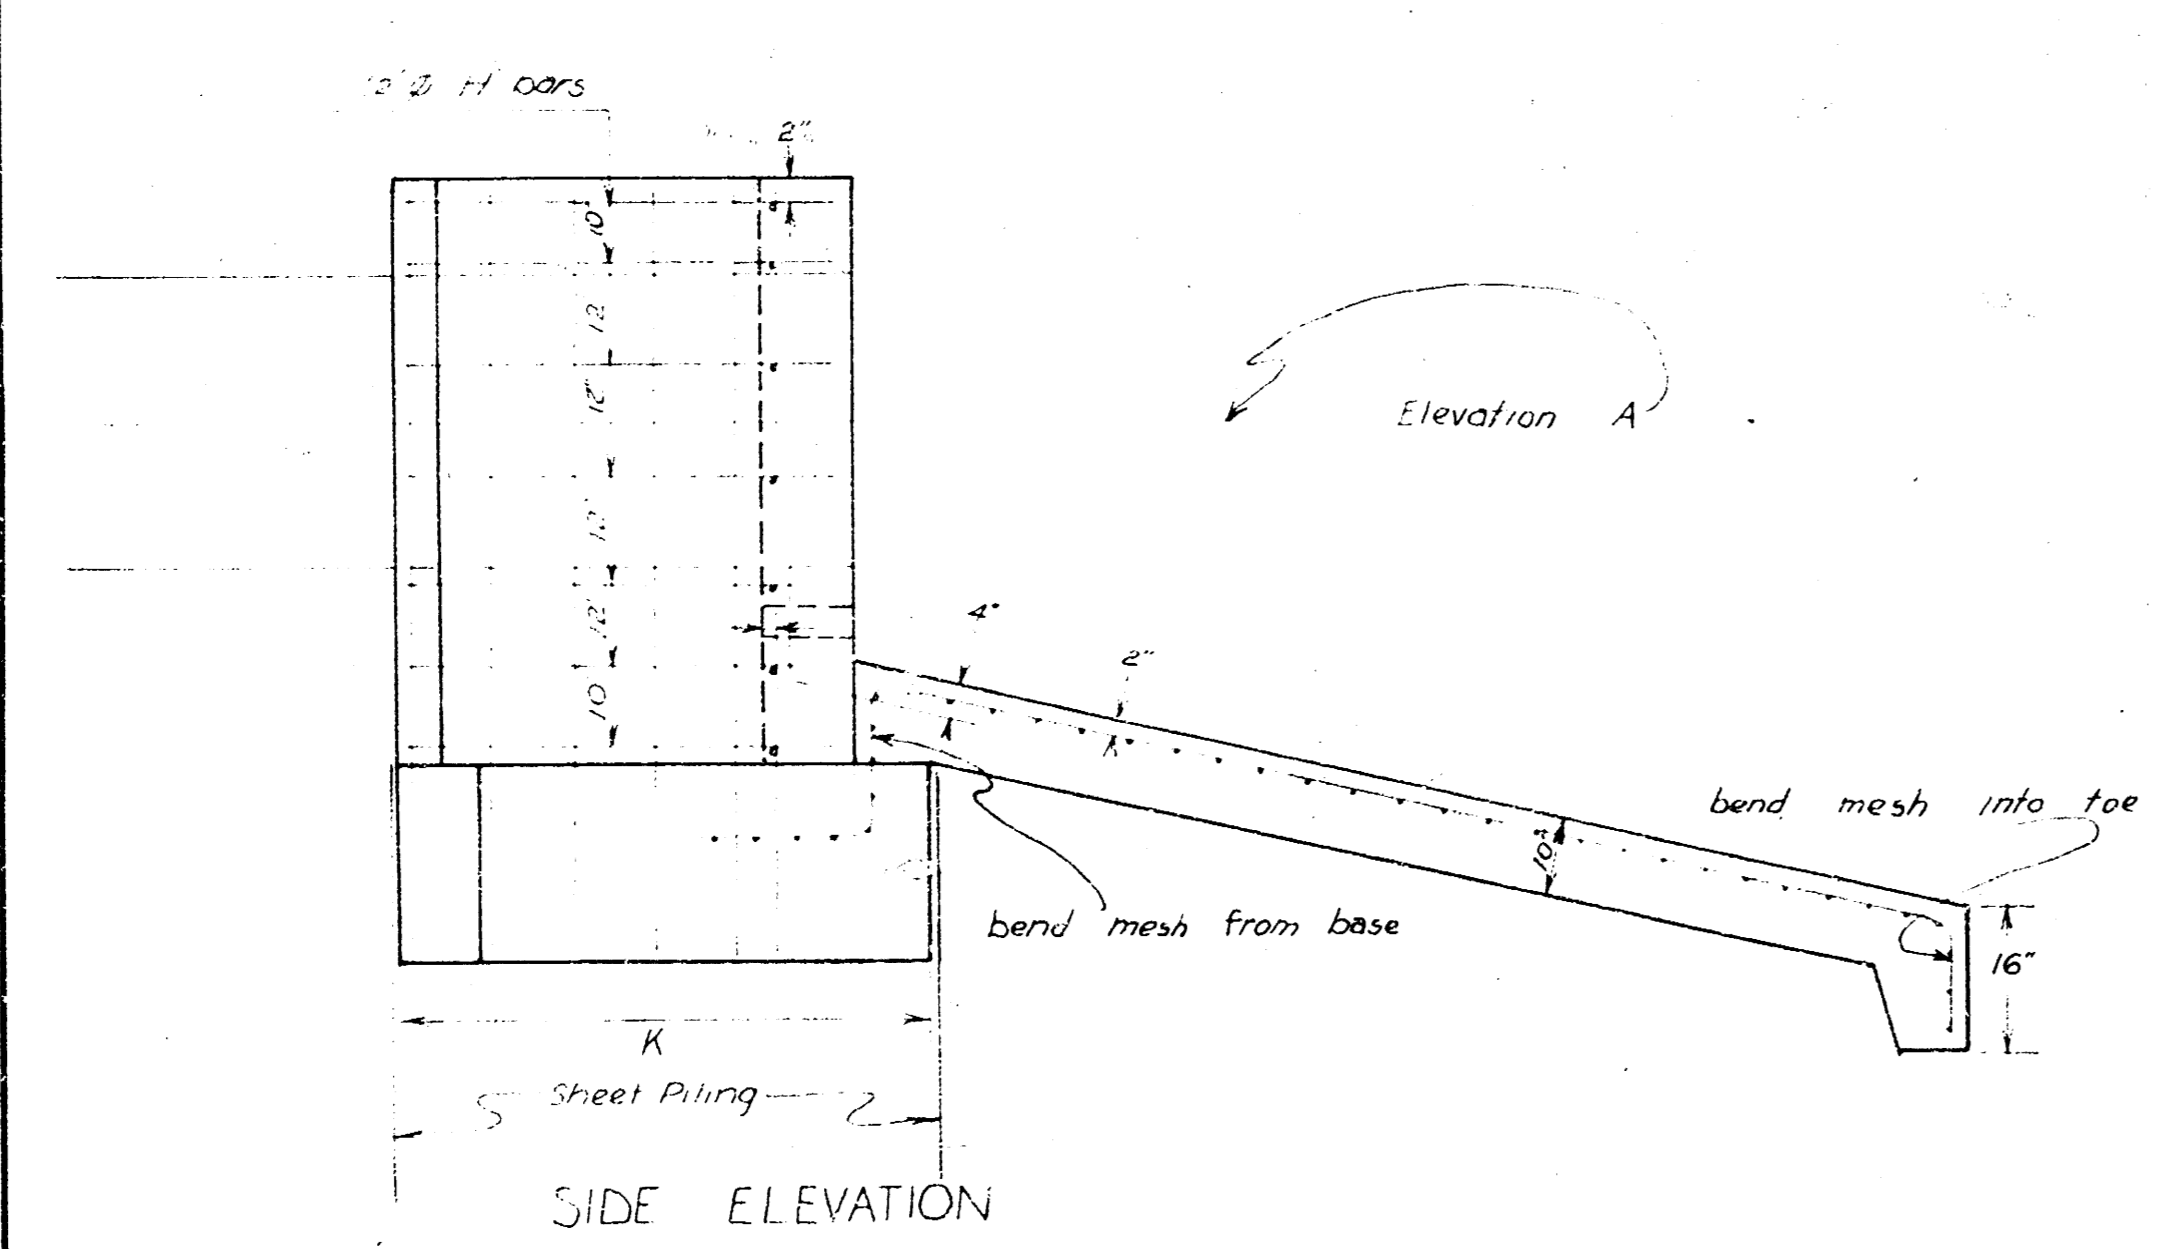 H bars
2"
10"
12
12"
12"
12"
10"
Elevation A
4"
2"
bend mesh into toe
10"
bend mesh from base
16"
K
Sheet Piling
SIDE ELEVATION